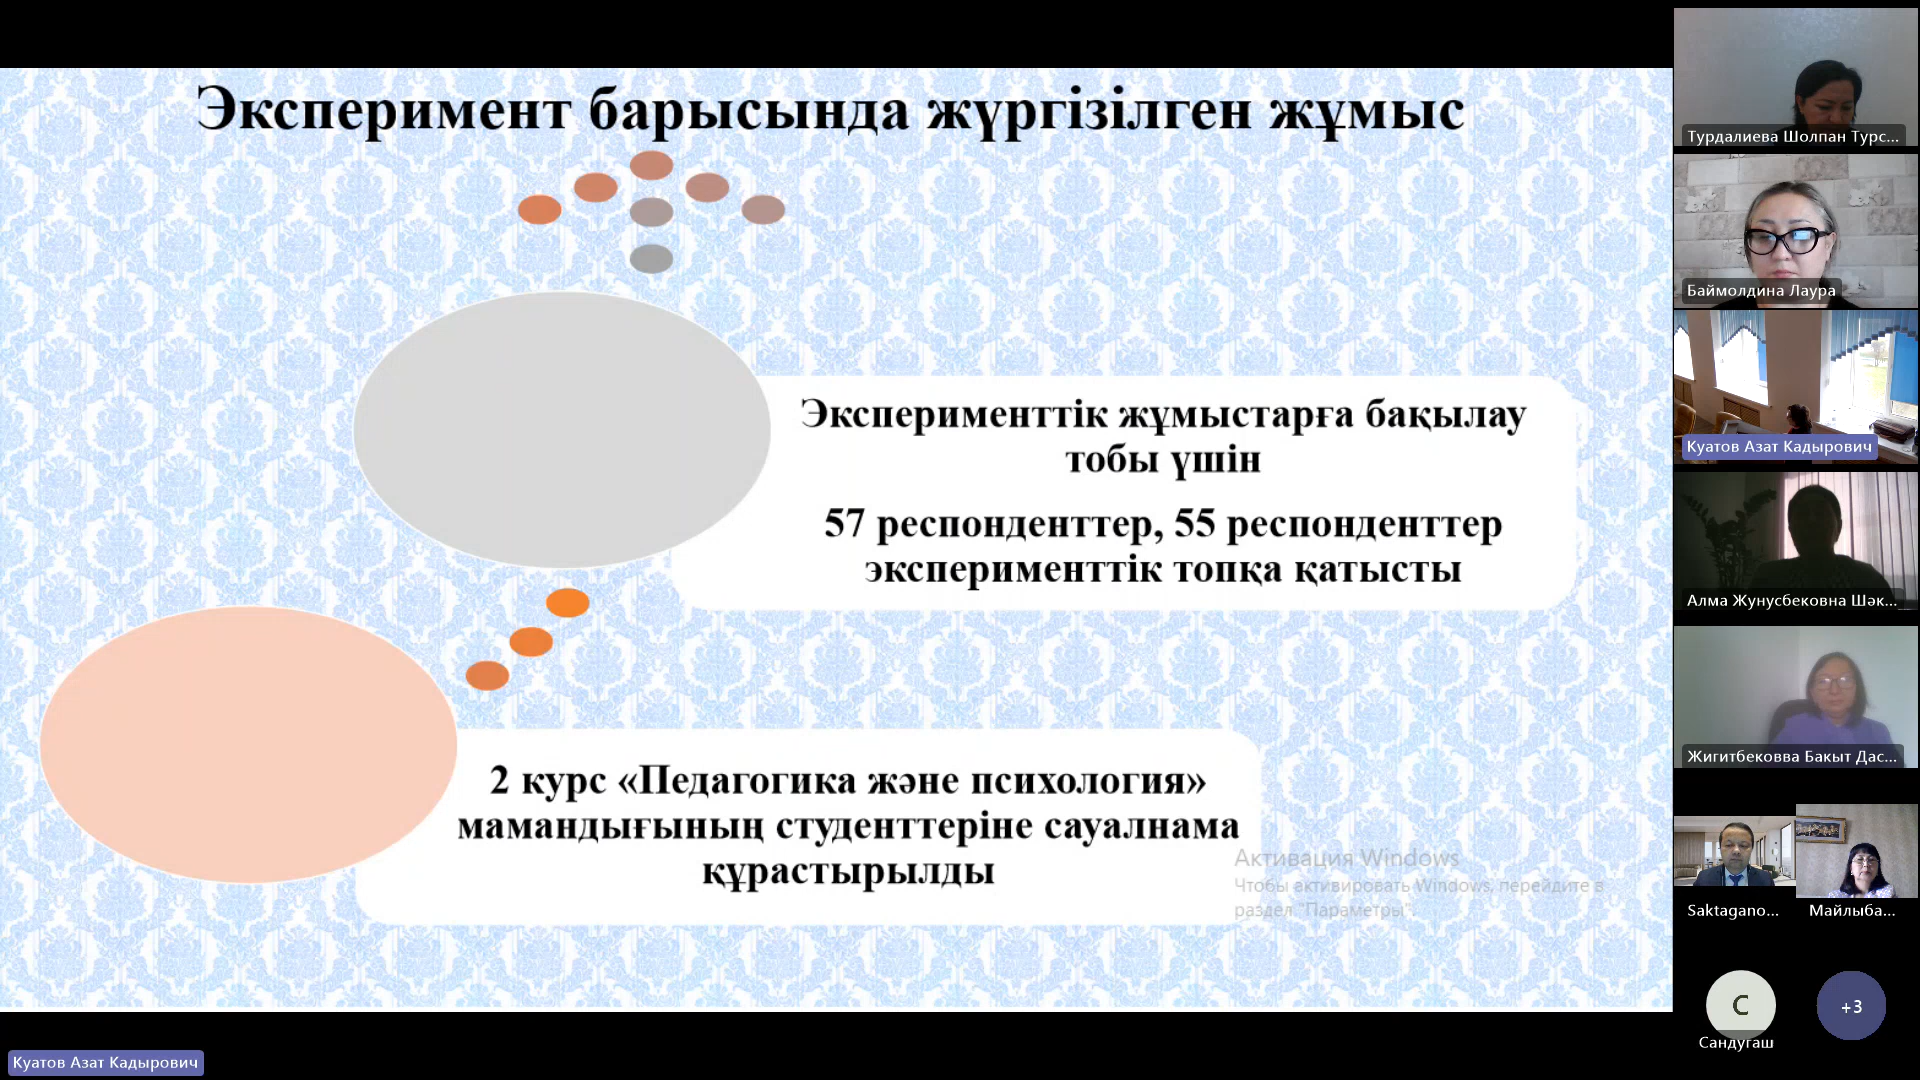 Эксперимент барысында жүргізілген жұмыс
Эксперименттік жұмыстарға бақылау
тобы үшін
57 респонденттер, 55 респонденттер
эксперименттік топқа қатысты
2 курс «Педагогика және психология»
мамандығының студенттеріне сауалнама
құрастырылды
Активация Windows
Чтобы активировать Windows, перейдите в
раздел "Параметры".
Куатов Азат Кадырович
Турдалиева Шолпан Турс...
Баймолдина Лаура
Куатов Азат Кадырович
Алма Жунусбековна Шәк...
Жигитбековва Бакыт Дас...
Saktagano...
Майлыба...
С
Сандугаш
+3